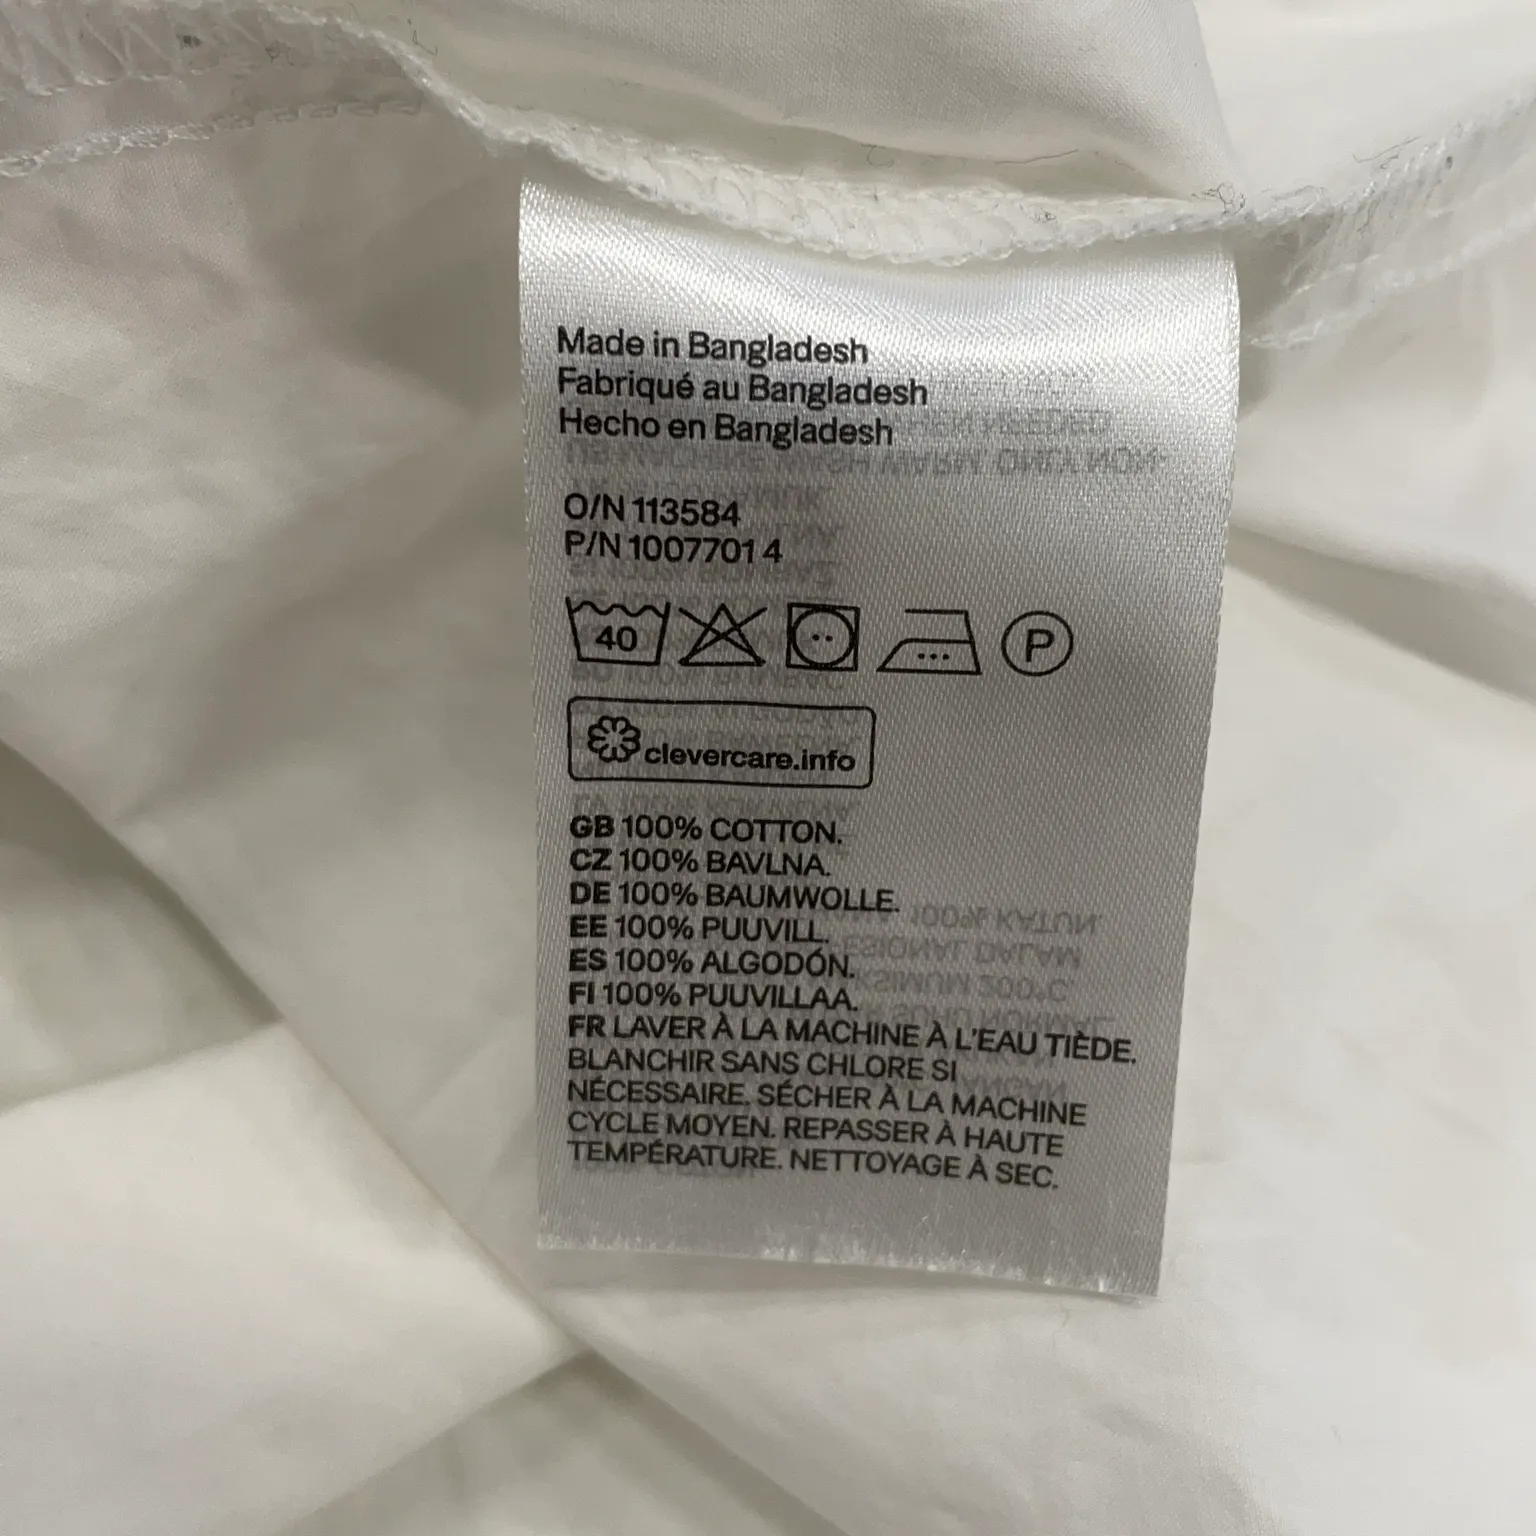 Made in Bangladesh
Fabriqué au Bangladesh
Hecho en Bangladesh
O/N 113584
P/N 1007701 4
40
P
clevercare.info
GB 100% COTTON.
CZ 100% BAVLNA.
DE 100% BAUMWOLLE.
EE 100% PUUVILL.
ES 100% ALGODÓN.
FI 100% PUUVILLAA.
FR LAVER À LA MACHINE À L'EAU TIÈDE.
BLANCHIR SANS CHLORE SI
NÉCESSAIRE. SÉCHER À LA MACHINE
CYCLE MOYEN. REPASSER À HAUTE
TEMPÉRATURE. NETTOYAGE À SEC.